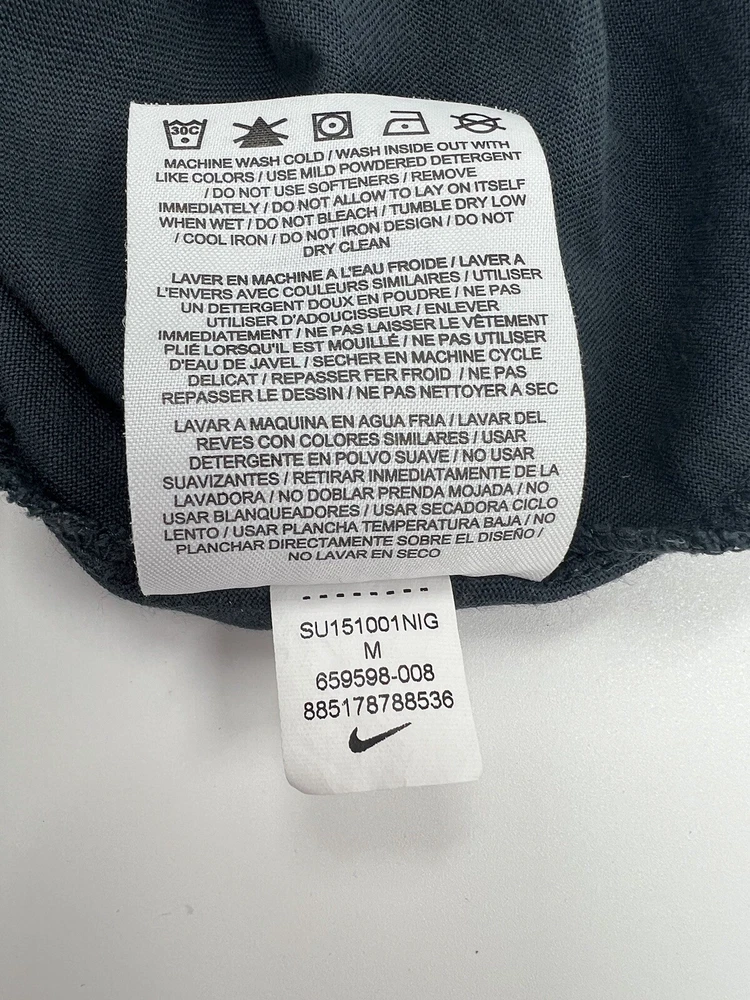 30C
MACHINE WASH COLD / WASH INSIDE OUT WITH
LIKE COLORS / USE MILD POWDERED DETERGENT
/ DO NOT USE SOFTENERS / REMOVE
IMMEDIATELY / DO NOT ALLOW TO LAY ON ITSELF
WHEN WET / DO NOT BLEACH / TUMBLE DRY LOW
/ COOL IRON / DO NOT IRON DESIGN / DO NOT
DRY CLEAN
LAVER EN MACHINE A L'EAU FROIDE / LAVER A
L'ENVERS AVEC COULEURS SIMILAIRES / UTILISER
UN DETERGENT DOUX EN POUDRE / NE PAS
UTILISER D'ADOUCISSEUR / ENLEVER
IMMEDIATEMENT / NE PAS LAISSER LE VÊTEMENT
PLIÉ LORSQU'IL EST MOUILLÉ / NE PAS UTILISER
D'EAU DE JAVEL / SECHER EN MACHINE CYCLE
DELICAT / REPASSER FER FROID / NE PAS
REPASSER LE DESSIN / NE PAS NETTOYER A SEC
LAVAR A MAQUINA EN AGUA FRIA / LAVAR DEL
REVES CON COLORES SIMILARES / USAR
DETERGENTE EN POLVO SUAVE / NO USAR
SUAVIZANTES / RETIRAR INMEDIATAMENTE DE LA
LAVADORA / NO DOBLAR PRENDA MOJADA / NO
USAR BLANQUEADORES / USAR SECADORA CICLO
LENTO / USAR PLANCHA TEMPERATURA BAJA / NO
PLANCHAR DIRECTAMENTE SOBRE EL DISEÑO /
NO LAVAR EN SECO
SU151001NIG
M
659598-008
885178788536